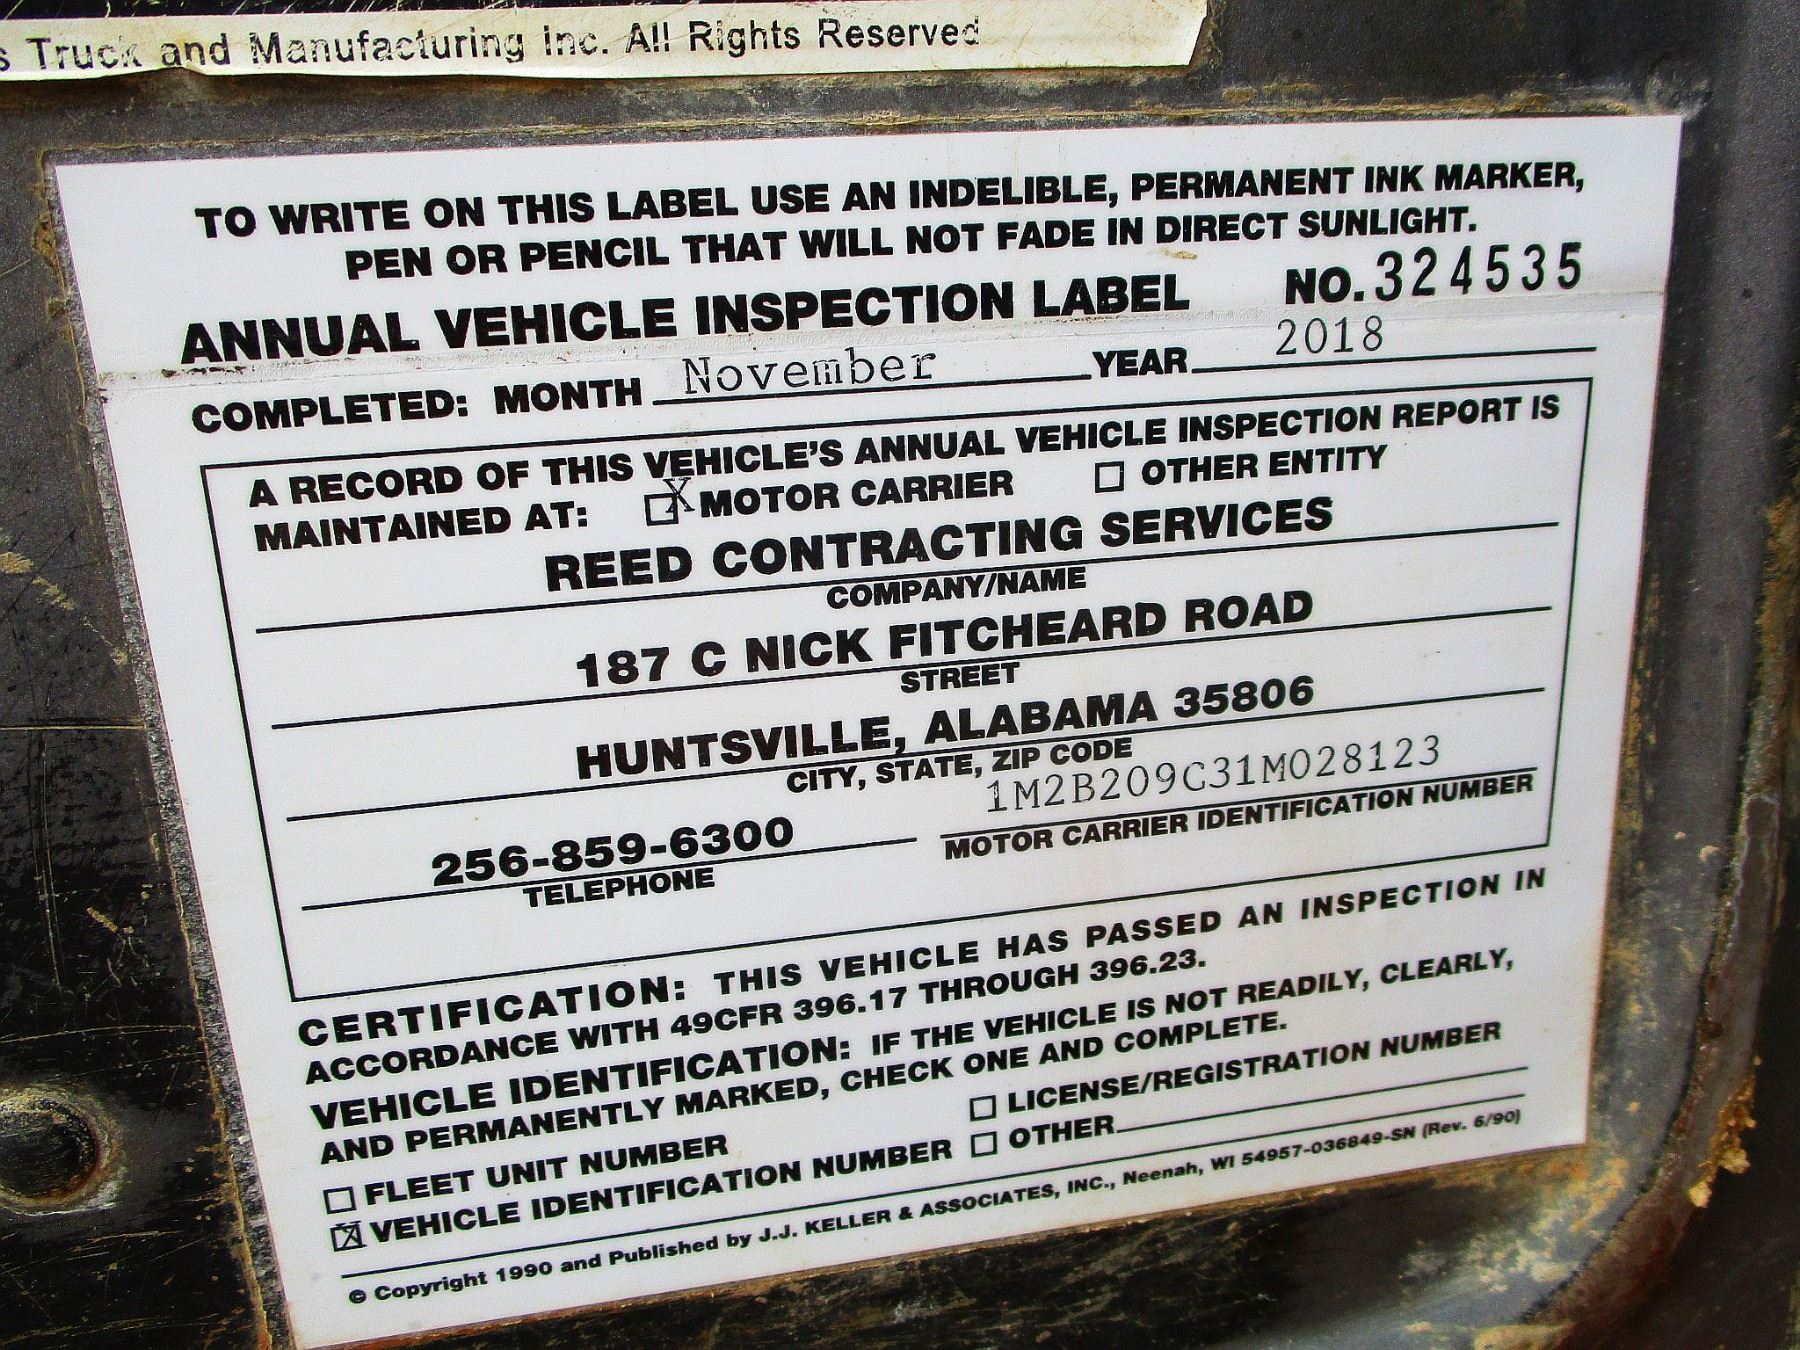 s Truck and Manufacturing Inc. All Rights Reserved
TO WRITE ON THIS LABEL USE AN INDELIBLE, PERMANENT INK MARKER,
PEN OR PENCIL THAT WILL NOT FADE IN DIRECT SUNLIGHT.
ANNUAL VEHICLE INSPECTION LABEL NO. 324535
COMPLETED: MONTH November YEAR 2018
A RECORD OF THIS VEHICLE'S ANNUAL VEHICLE INSPECTION REPORT IS
MAINTAINED AT: X MOTOR CARRIER OTHER ENTITY
REED CONTRACTING SERVICES
COMPANY/NAME
187 C NICK FITCHEARD ROAD
STREET
HUNTSVILLE, ALABAMA 35806
CITY, STATE, ZIP CODE
256-859-6300 1M2B209C31M028123
TELEPHONE MOTOR CARRIER IDENTIFICATION NUMBER
CERTIFICATION: THIS VEHICLE HAS PASSED AN INSPECTION IN
ACCORDANCE WITH 49CFR 396.17 THROUGH 396.23.
VEHICLE IDENTIFICATION: IF THE VEHICLE IS NOT READILY, CLEARLY,
AND PERMANENTLY MARKED, CHECK ONE AND COMPLETE.
FLEET UNIT NUMBER LICENSE/REGISTRATION NUMBER
X VEHICLE IDENTIFICATION NUMBER OTHER
© Copyright 1990 and Published by J.J. KELLER & ASSOCIATES, INC., Neenah, WI 54957-0368 49-SN (Rev. 6/90)